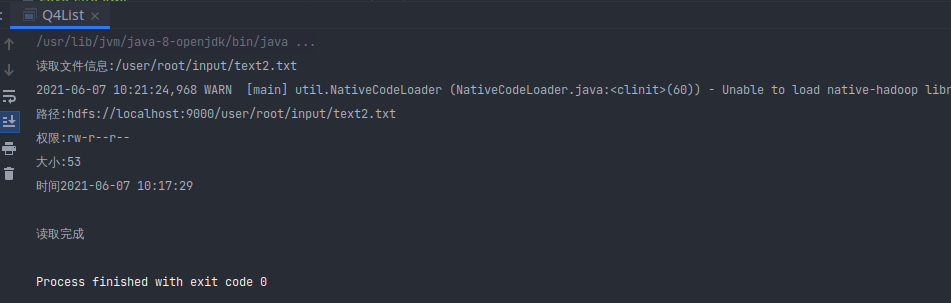 Q4List
/usr/lib/jvm/java-8-openjdk/bin/java ...
读取文件信息:/user/root/input/text2.txt
2021-06-07 10:21:24,968 WARN  [main] util.NativeCodeLoader (NativeCodeLoader.java:<clinit>(60)) - Unable to load native-hadoop libr
路径:hdfs://localhost:9000/user/root/input/text2.txt
权限:rw-r--r--
大小:53
时间2021-06-07 10:17:29
读取完成
Process finished with exit code 0